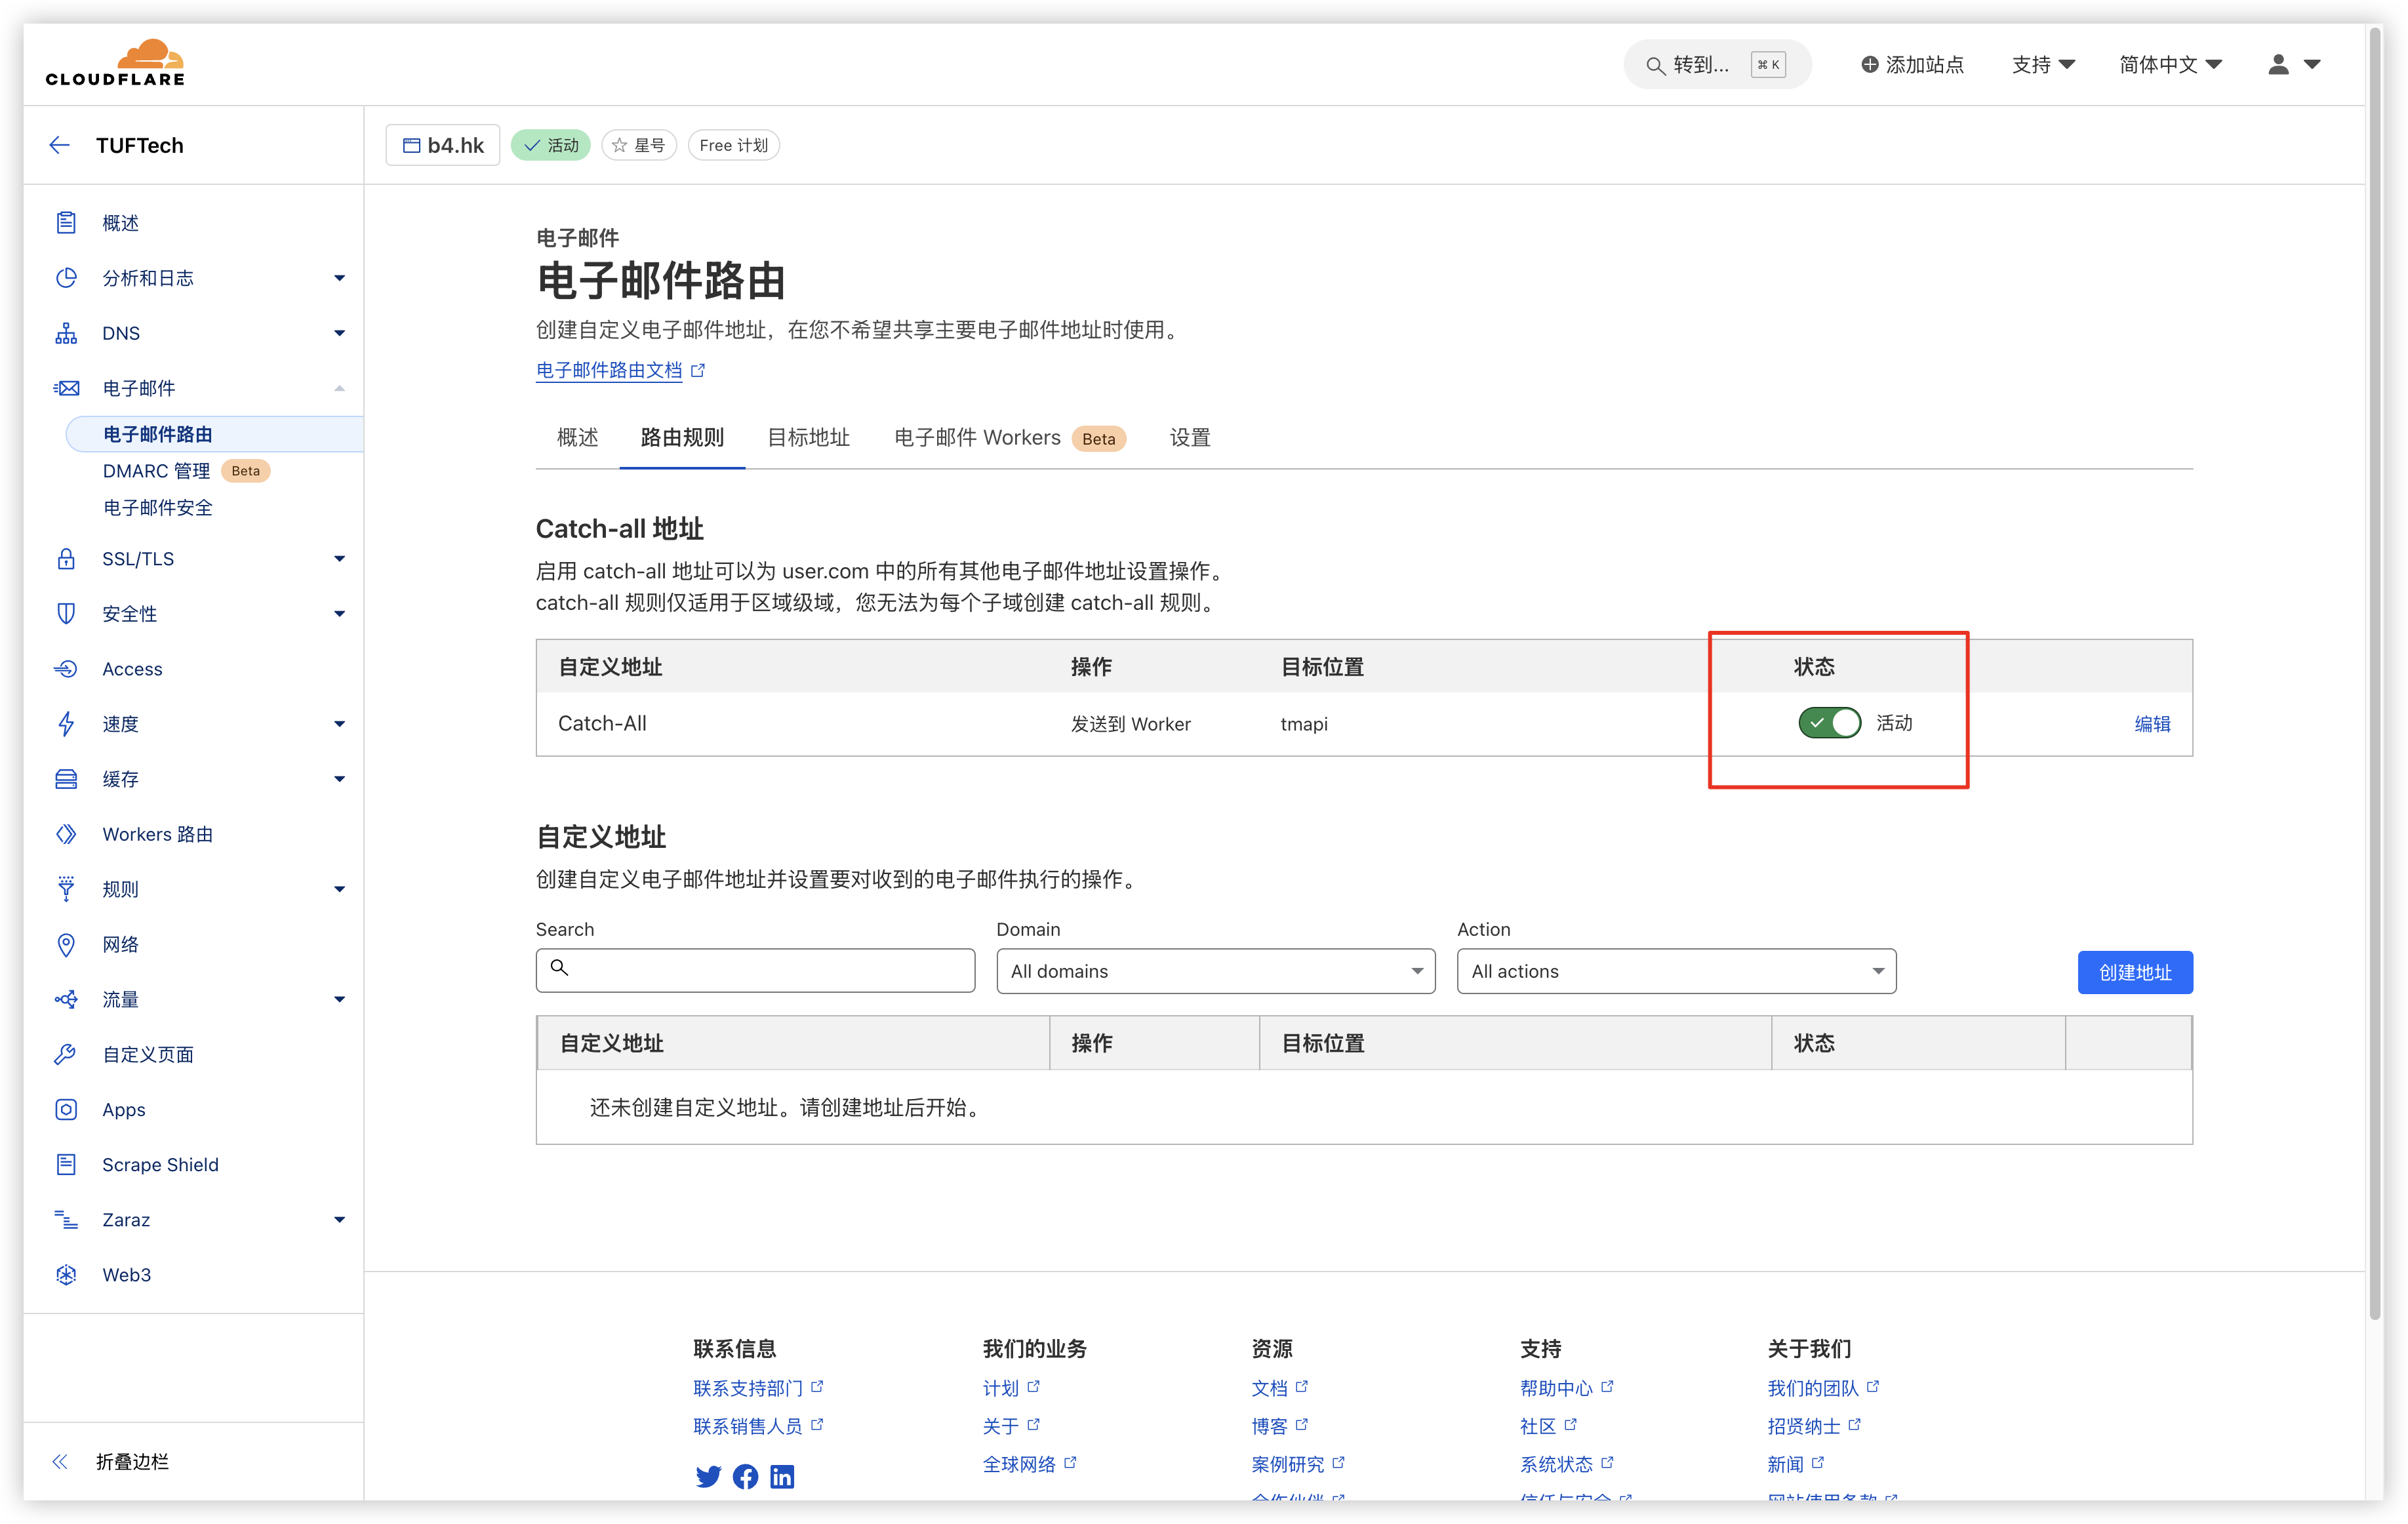 CLOUDFLARE
转到... ⌘ K
添加站点
支持
简体中文
TUFTech
b4.hk
活动
星号
Free 计划
概述
分析和日志
DNS
电子邮件
电子邮件路由
DMARC 管理 Beta
电子邮件安全
SSL/TLS
安全性
Access
速度
缓存
Workers 路由
规则
网络
流量
自定义页面
Apps
Scrape Shield
Zaraz
Web3
折叠边栏
电子邮件
电子邮件路由
创建自定义电子邮件地址，在您不希望共享主要电子邮件地址时使用。
电子邮件路由文档
概述 路由规则 目标地址 电子邮件 Workers Beta 设置
Catch-all 地址
启用 catch-all 地址可以为 user.com 中的所有其他电子邮件地址设置操作。
catch-all 规则仅适用于区域级域，您无法为每个子域创建 catch-all 规则。
自定义地址 操作 目标位置 状态
Catch-All 发送到 Worker tmapi 活动 编辑
自定义地址
创建自定义电子邮件地址并设置要对收到的电子邮件执行的操作。
Search Domain Action
All domains All actions 创建地址
自定义地址 操作 目标位置 状态
还未创建自定义地址。请创建地址后开始。
联系信息 我们的业务 资源 支持 关于我们
联系支持部门 计划 文档 帮助中心 我们的团队
联系销售人员 关于 博客 社区 招贤纳士
全球网络 案例研究 系统状态 新闻
合作伙伴 信任与安全 网站使用条款